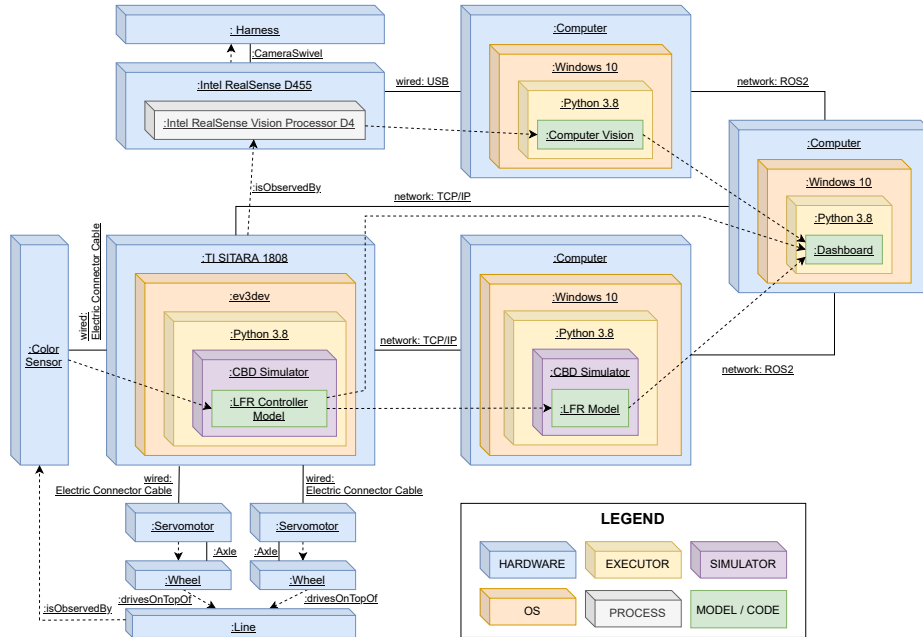 : Harness
:CameraSwivel
:Intel RealSense D455
:Intel RealSense Vision Processor D4
wired: USB
:Computer
:Windows 10
:Python 3.8
:Computer Vision
network: ROS2
:Computer
:Windows 10
:Python 3.8
:Dashboard
:isObservedBy
network: TCP/IP
wired:
Electric Connector Cable
:Color
Sensor
:TI SITARA 1808
:ev3dev
:Python 3.8
:CBD Simulator
:LFR Controller
Model
network: TCP/IP
:Computer
:Windows 10
:Python 3.8
:CBD Simulator
:LFR Model
network: ROS2
wired:
Electric Connector Cable
wired:
Electric Connector Cable
:Servomotor
:Servomotor
:Axle
:Axle
:Wheel
:Wheel
:isObservedBy
:drivesOnTopOf
:drivesOnTopOf
:Line
LEGEND
HARDWARE
EXECUTOR
SIMULATOR
OS
PROCESS
MODEL / CODE